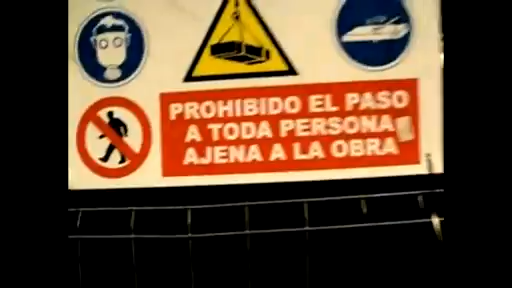 PROHIBIDO EL PASO
A TODA PERSONA
AJENA A LA OBRA